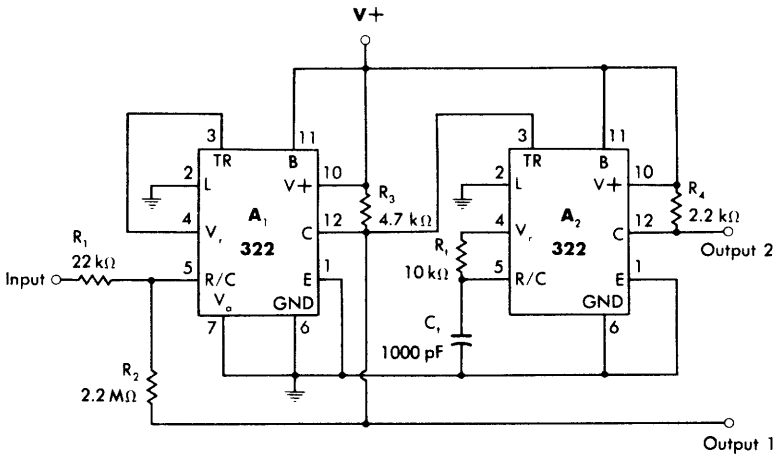 V+
3
11
3
11
TR
B
TR
B
2
L
V+
10
2
L
V+
10
R3
R4
A1
A2
4
Vr
C
12
4.7 kΩ
4
Vr
C
12
2.2 kΩ
322
322
R1
Rt
Output 2
22 kΩ
5
1
10 kΩ
5
1
Input
R/C
E
R/C
E
Vo
GND
GND
7
6
Ct
6
1000 pF
R2
2.2 MΩ
Output 1